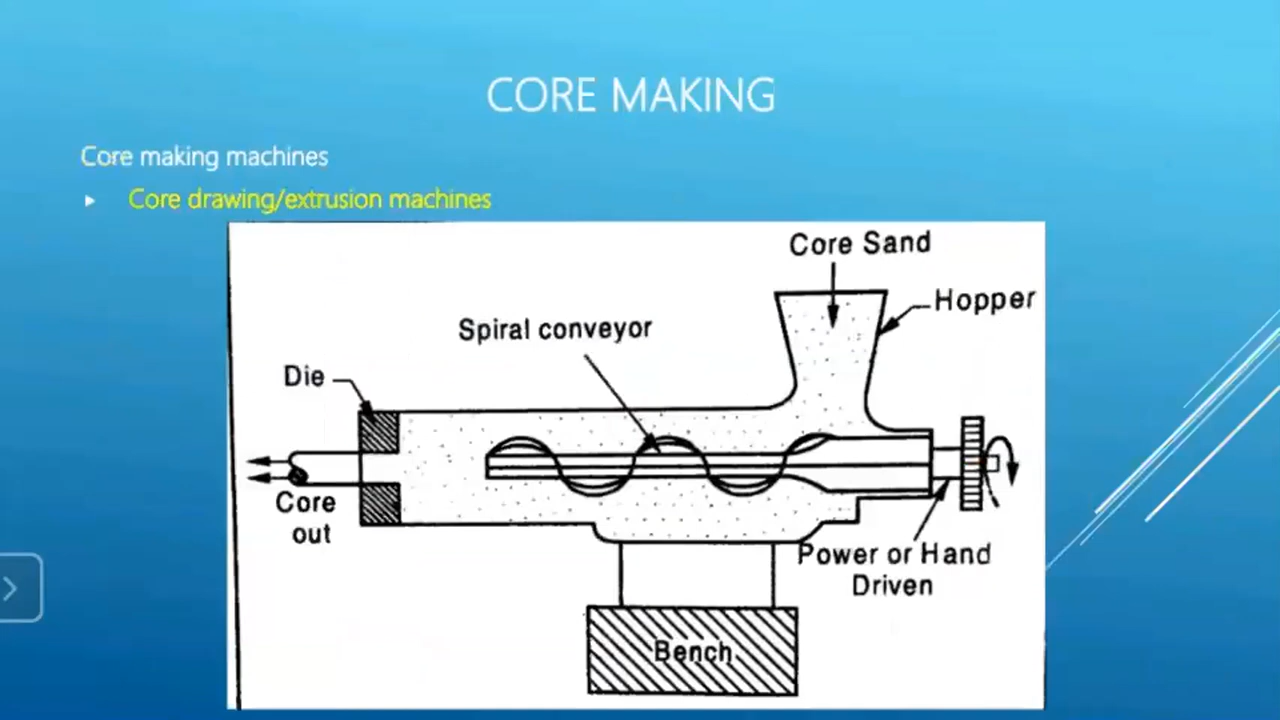 CORE MAKING
Core making machines
Core drawing/extrusion machines
Core Sand
Hopper
Spiral conveyor
Die
Core
out
Power or Hand
Driven
Bench